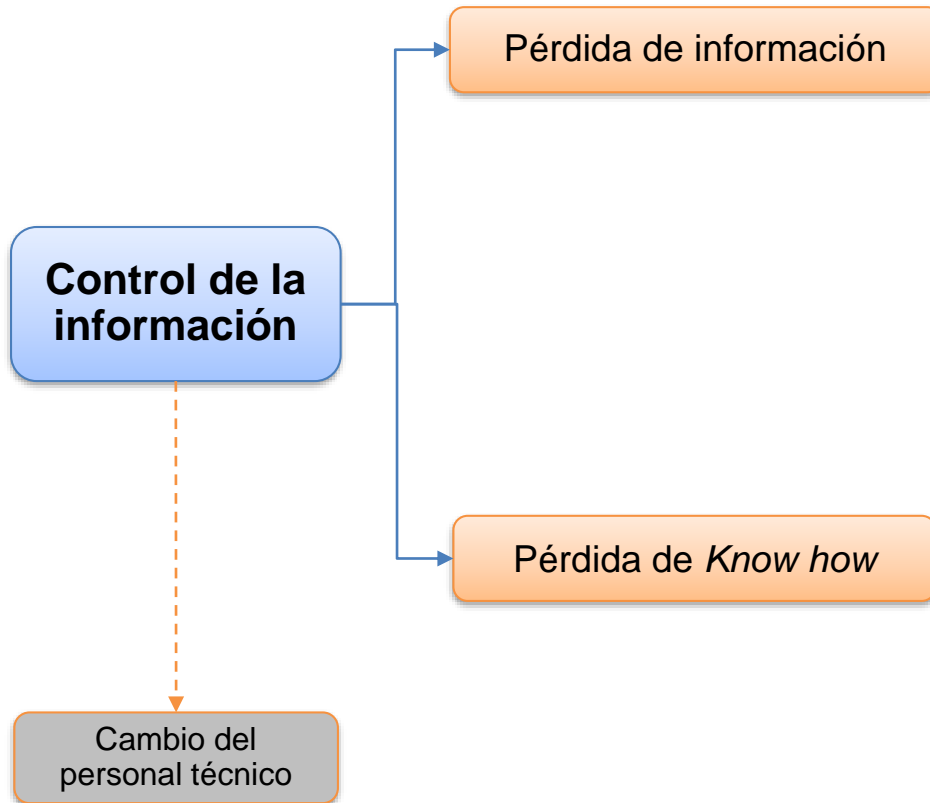 Pérdida de información
Control de la
información
Pérdida de Know how
Cambio del
personal técnico